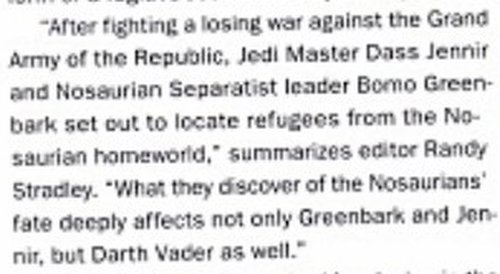 "After fighting a losing war against the Grand
Army of the Republic, Jedi Master Dass Jennir
and Nosaurian Separatist leader Bomo Green-
bark set out to locate refugees from the No-
saurian homeworld," summarizes editor Randy
Stradley. "What they discover of the Nosaurians'
fate deeply affects not only Greenbark and Jen-
nir, but Darth Vader as well."